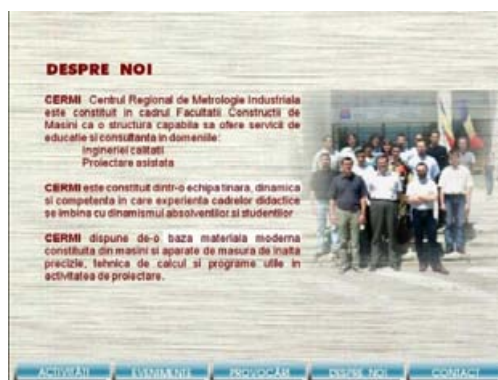 DESPRE NOI
CERMI Centrul Regional de Metrologie Industriala
este constituit in cadrul Facultatii Constructii de
Masini ca o structura capabila sa ofere servicii de
educatie si consultanta in domeniile:
Ingineriei calitatii
Proiectare asistata
CERMI este constituit dintr-o echipa tinara, dinamica
si competenta in care experienta cadrelor didactice
se imbina cu dinamismul absolventilor si studentilor
CERMI dispune de-o baza materiala moderna
constituita din masini si aparate de masura de inalta
precizie, tehnica de calcul si programe utile in
activitatea de proiectare.
ACTIVITĂȚI EVENIMENTE PROVOCĂRI DESPRE NOI CONTACT